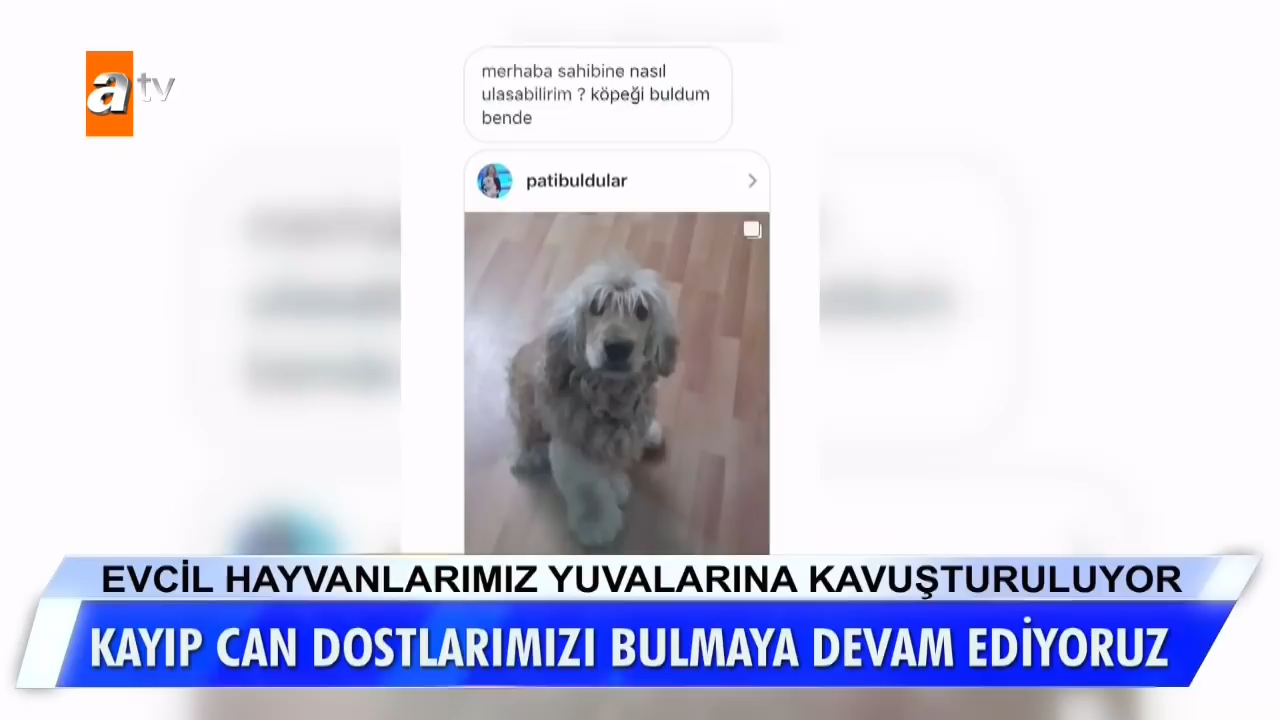 atv
merhaba sahibine nasıl
ulasabilirim ? köpeği buldum
bende
patibuldular
EVCİL HAYVANLARIMIZ YUVALARINA KAVUŞTURULUYOR
KAYIP CAN DOSTLARIMIZI BULMAYA DEVAM EDİYORUZ